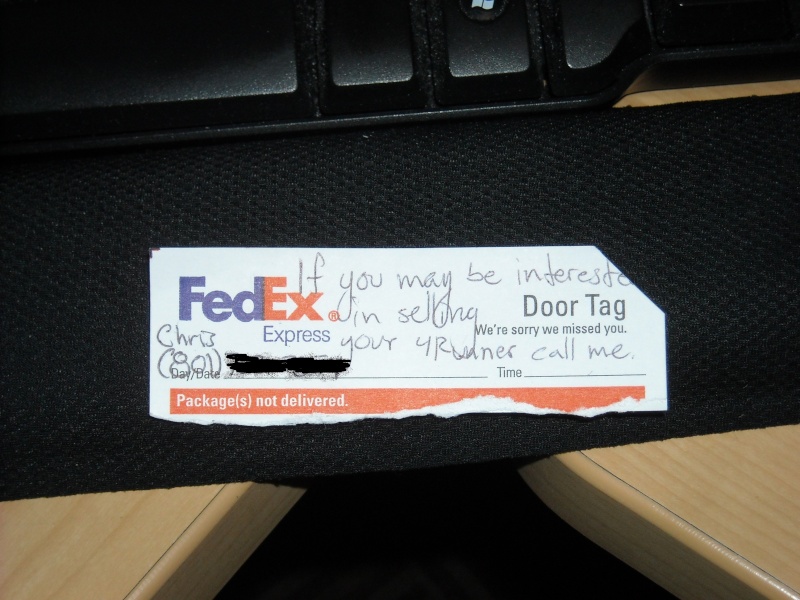 If you may be intereste
FedEx®
in selling
Door Tag
Express
We're sorry we missed you.
your 4Runner call me.
Chris
(801)
Day/Date
Time
Package(s) not delivered.